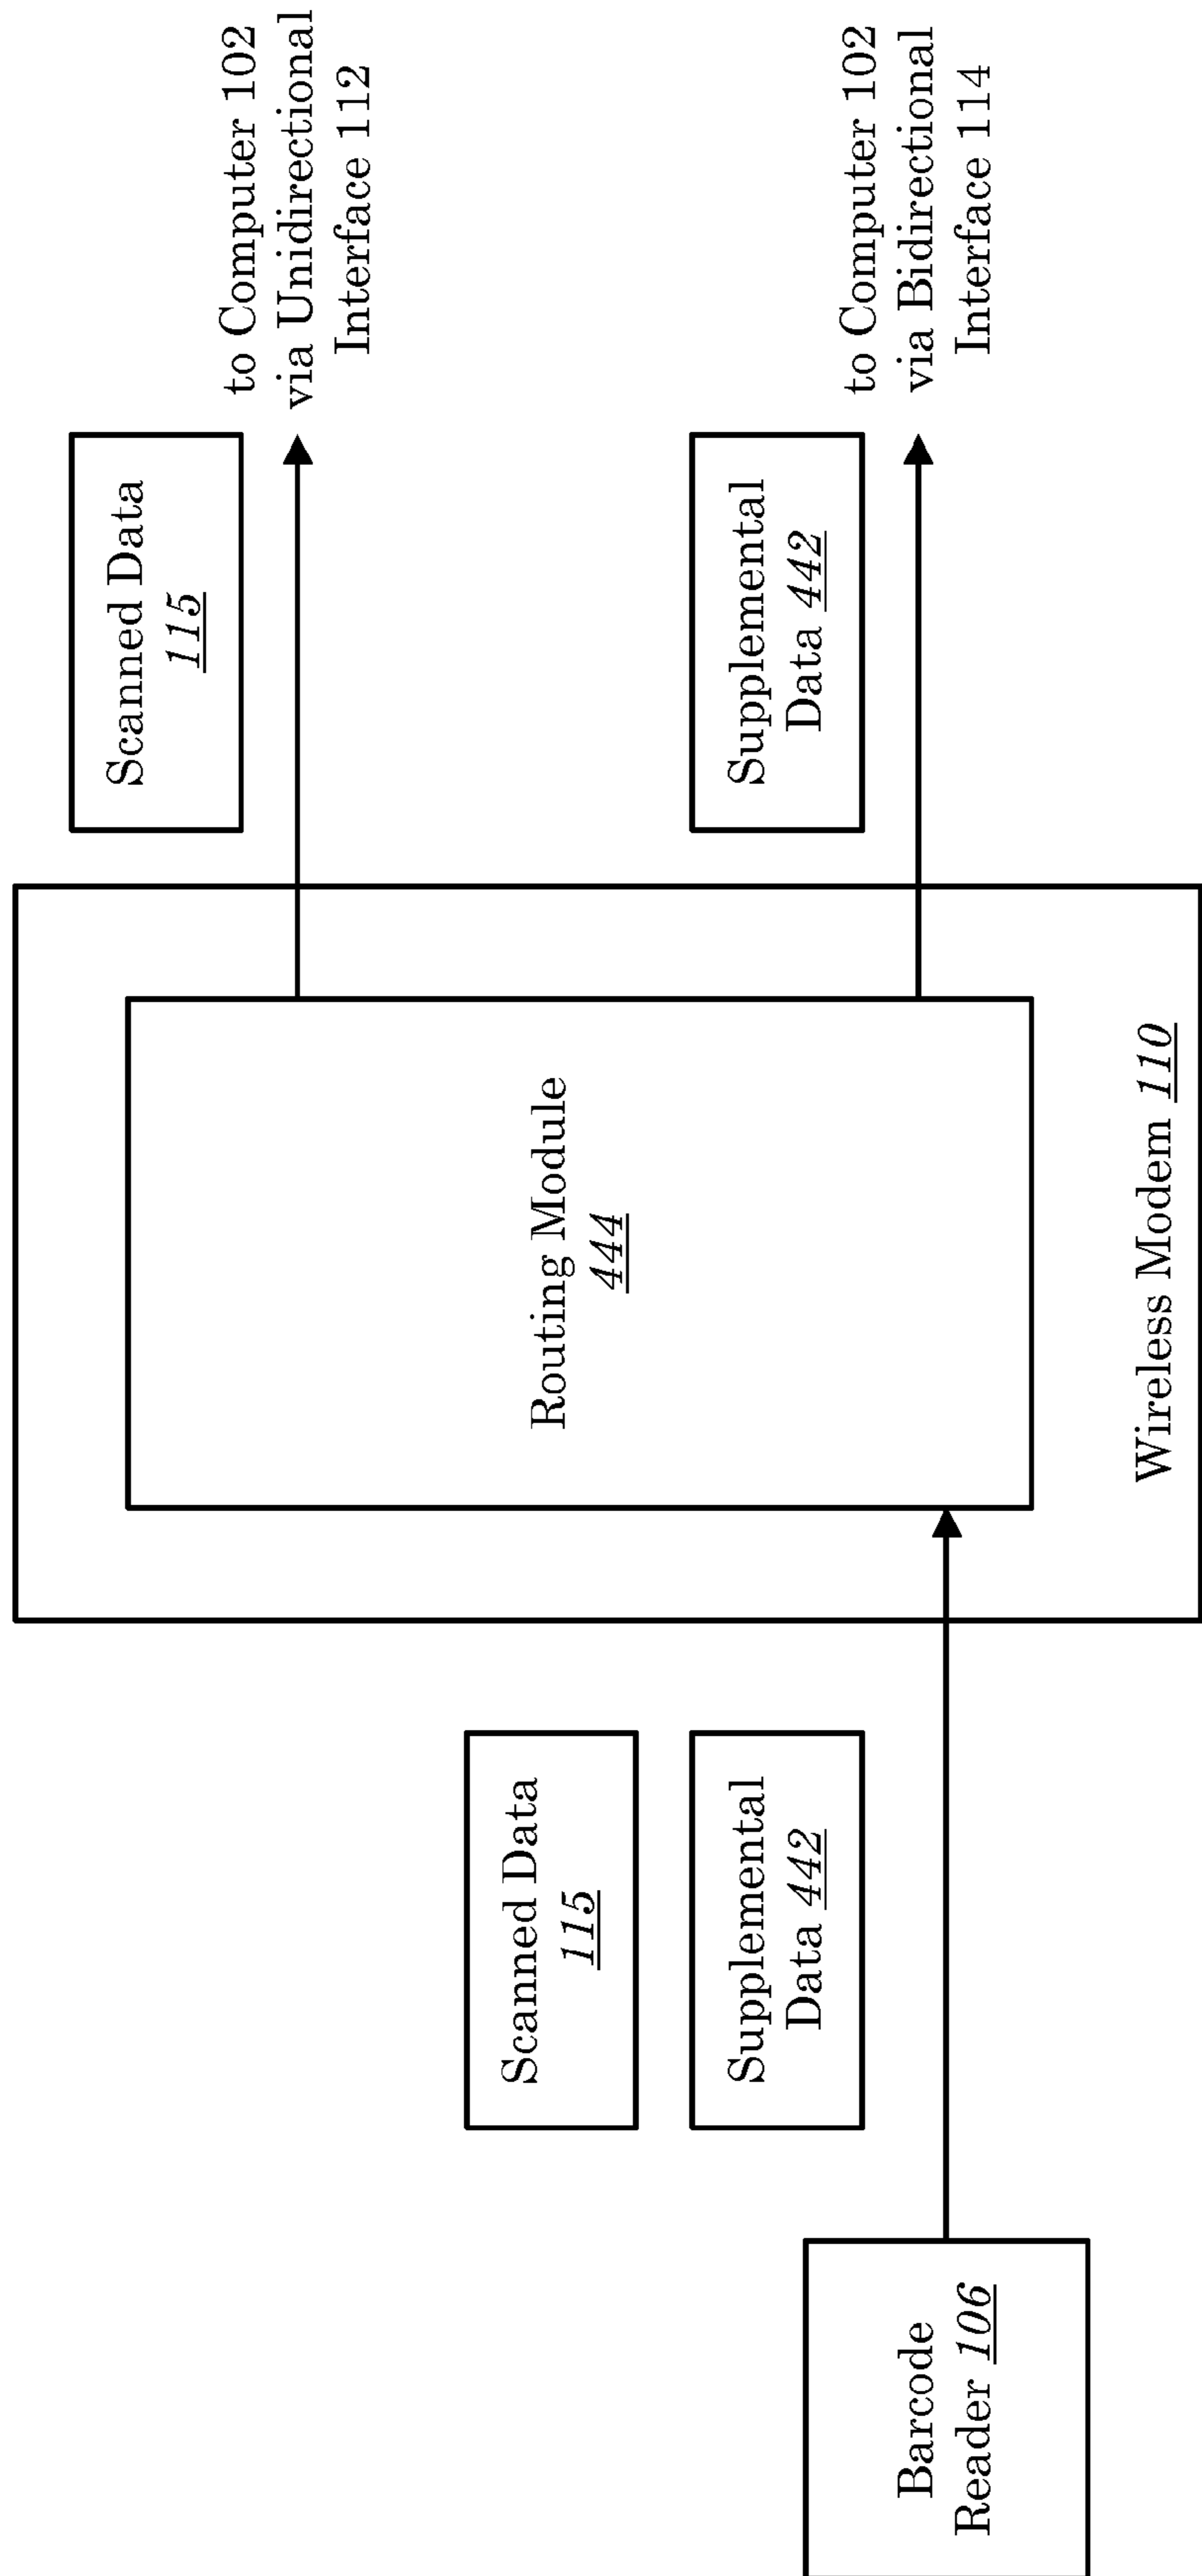 Barcode
Reader 106
Scanned Data
115
Supplemental
Data 442
Routing Module
444
Wireless Modem 110
Scanned Data
115
to Computer 102
via Unidirectional
Interface 112
Supplemental
Data 442
to Computer 102
via Bidirectional
Interface 114